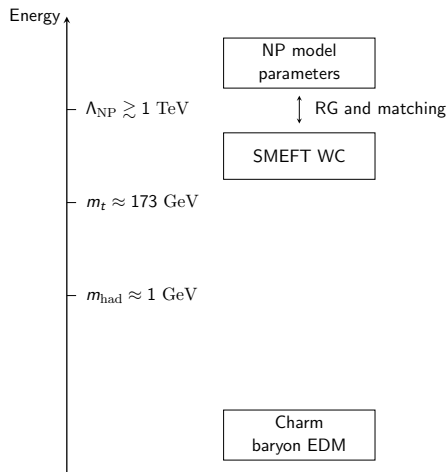 Energy
NP model
parameters
Λ_NP ≳ 1 TeV
RG and matching
SMEFT WC
m_t ≈ 173 GeV
m_had ≈ 1 GeV
Charm
baryon EDM